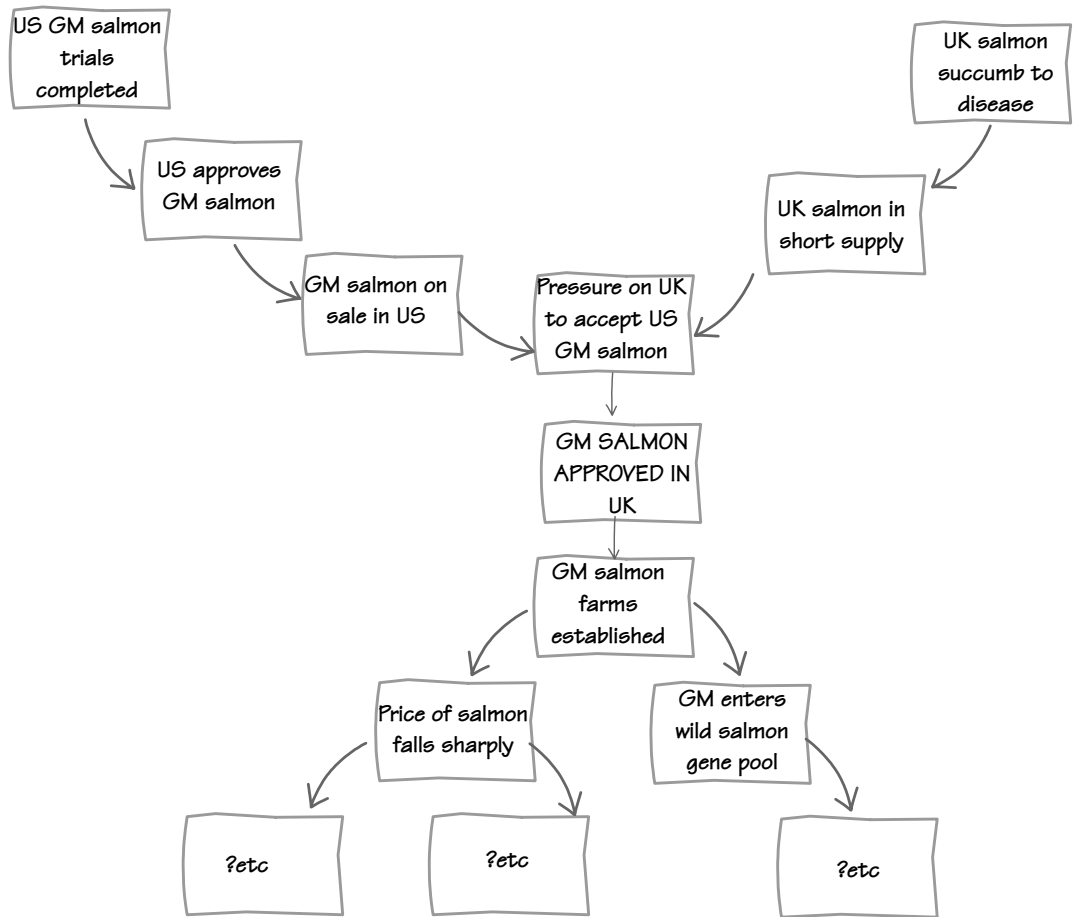 US GM salmon
trials
completed
UK salmon
succumb to
disease
US approves
GM salmon
UK salmon in
short supply
GM salmon on
sale in US
Pressure on UK
to accept US
GM salmon
GM SALMON
APPROVED IN
UK
GM salmon
farms
established
Price of salmon
falls sharply
GM enters
wild salmon
gene pool
?etc
?etc
?etc